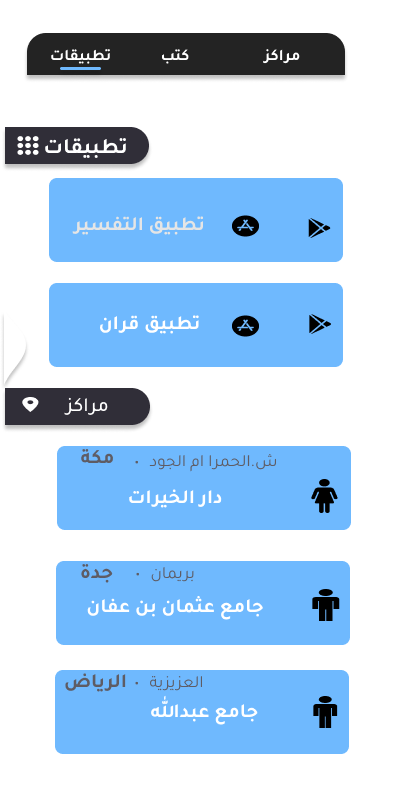 مراكز كتب تطبيقات
تطبيقات
تطبيق التفسير
تطبيق قران
مراكز
ش.الحمرا ام الجود • مكة
دار الخيرات
بريمان • جدة
جامع عثمان بن عفان
العزيزية • الرياض
جامع عبدالله